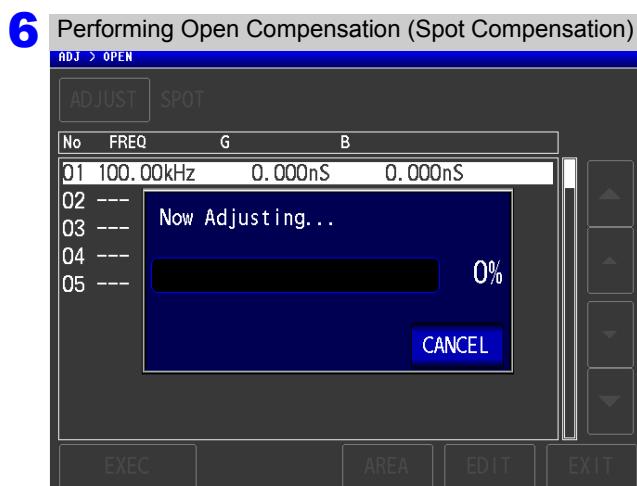 6 Performing Open Compensation (Spot Compensation)
ADJ > OPEN
ADJUST SPOT
No FREQ G B
01 100.00kHz 0.000nS 0.000nS
02 ---
03 ---
04 ---
05 ---
Now Adjusting...
0%
CANCEL
EXEC AREA EDIT EXIT